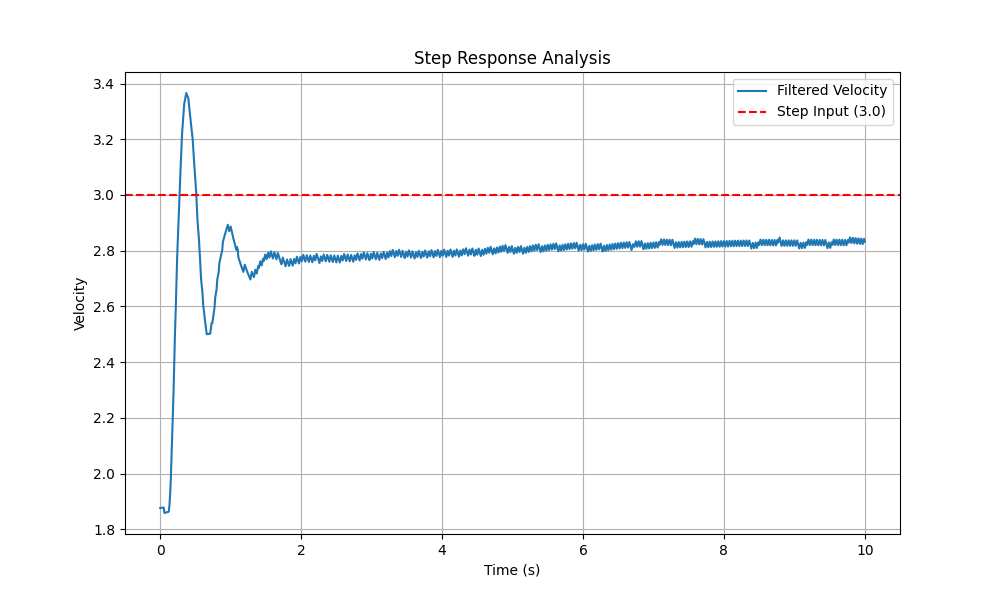 Step Response Analysis
Filtered Velocity
Step Input (3.0)
Velocity
3.4
3.2
3.0
2.8
2.6
2.4
2.2
2.0
1.8
0 2 4 6 8 10
Time (s)